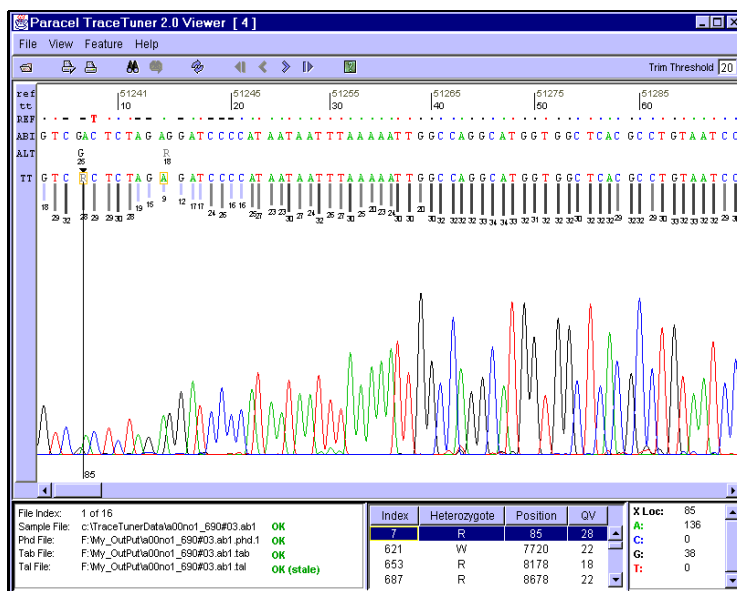 Paracel TraceTuner 2.0 Viewer [ 4 ]
File View Feature Help
Trim Threshold 20
ref 51241 51245 51255 51265 51275 51285
tt 10 20 30 40 50 60
REF T
ABI GTCGACTCTAGAGGATCCCCATAATAATTTAAAAATTGGCCAGGCATGGTGGCTCACGCCTGTAATCC
ALT G R
26 18
TT GTCRCTCTAGAGATCCCCATAATAATTTAAAAATTGGCCAGGCATGGTGGCTCACGCCTGTAATCC
85
File Index: 1 of 16
Sample File: c:\TraceTunerData\a00no1_690#03.ab1 OK
Phd File: F:\My_OutPut\a00no1_690#03.ab1.phd.1 OK
Tab File: F:\My_OutPut\a00no1_690#03.ab1.tab OK
Tal File: F:\My_OutPut\a00no1_690#03.ab1.tal OK (stale)
Index Heterozygote Position QV
7 R 85 28
621 W 7720 22
653 R 8178 18
687 R 8678 22
X Loc: 85
A: 136
C: 0
G: 38
T: 0